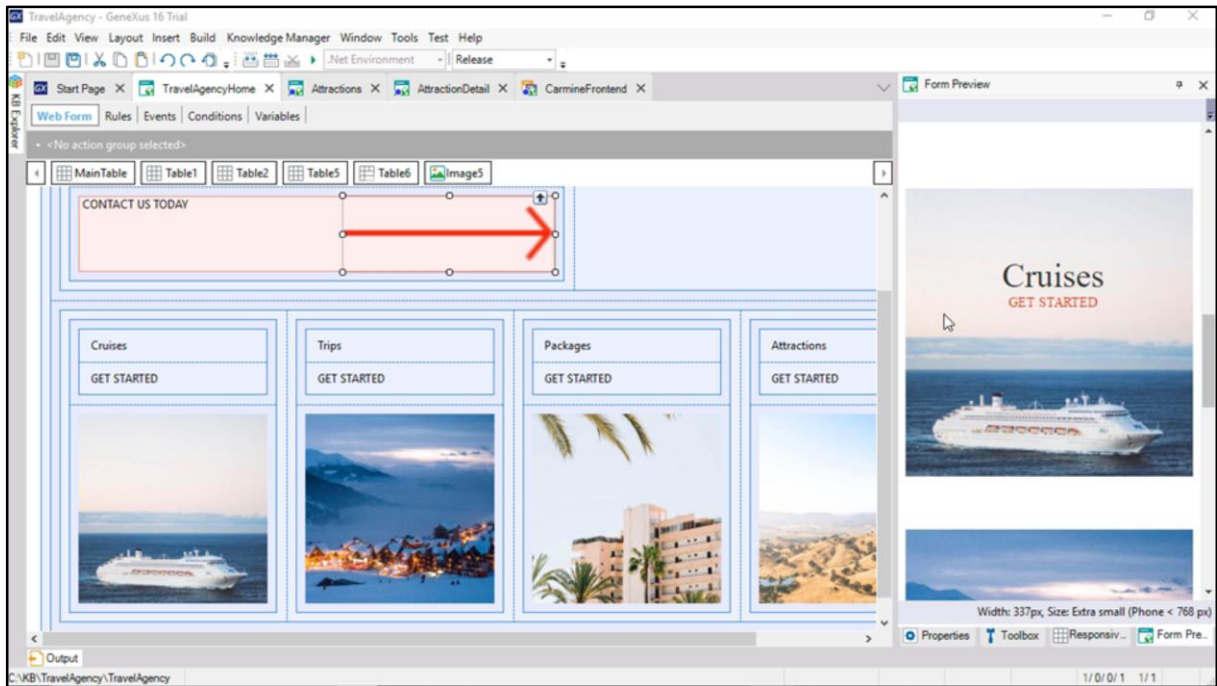 TravelAgency - GeneXus 16 Trial
File Edit View Layout Insert Build Knowledge Manager Window Tools Test Help
.Net Environment Release
Start Page TravelAgencyHome Attractions AttractionDetail CarmineFrontend
Form Preview
KB Explorer
Web Form Rules Events Conditions Variables
<No action group selected>
MainTable Table1 Table2 Table5 Table6 Image5
CONTACT US TODAY
Cruises Trips Packages Attractions
GET STARTED GET STARTED GET STARTED GET STARTED
Cruises
GET STARTED
Width: 337px, Size: Extra small (Phone < 768 px)
Properties Toolbox Responsiv... Form Pre...
Output
C:\KB\TravelAgency\TravelAgency 1/0/0/1 1/1